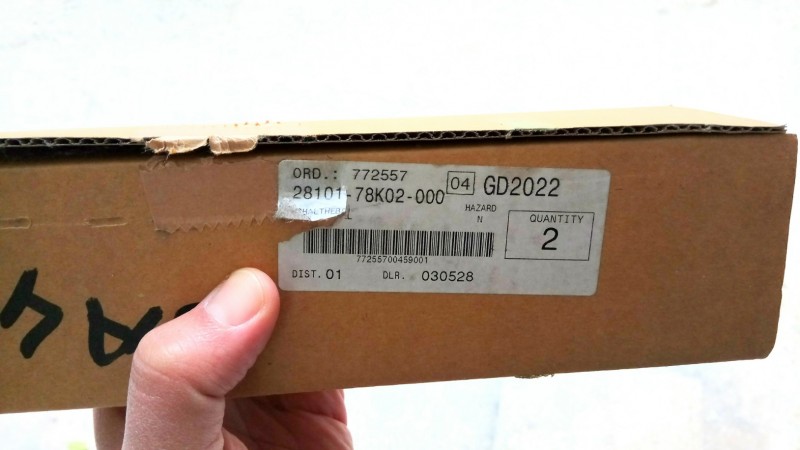 ORD.: 772557
28101-78K02-000 04 GD2022
HAZARD
N
QUANTITY
2
77255700459001
DIST. 01 DLR. 030528